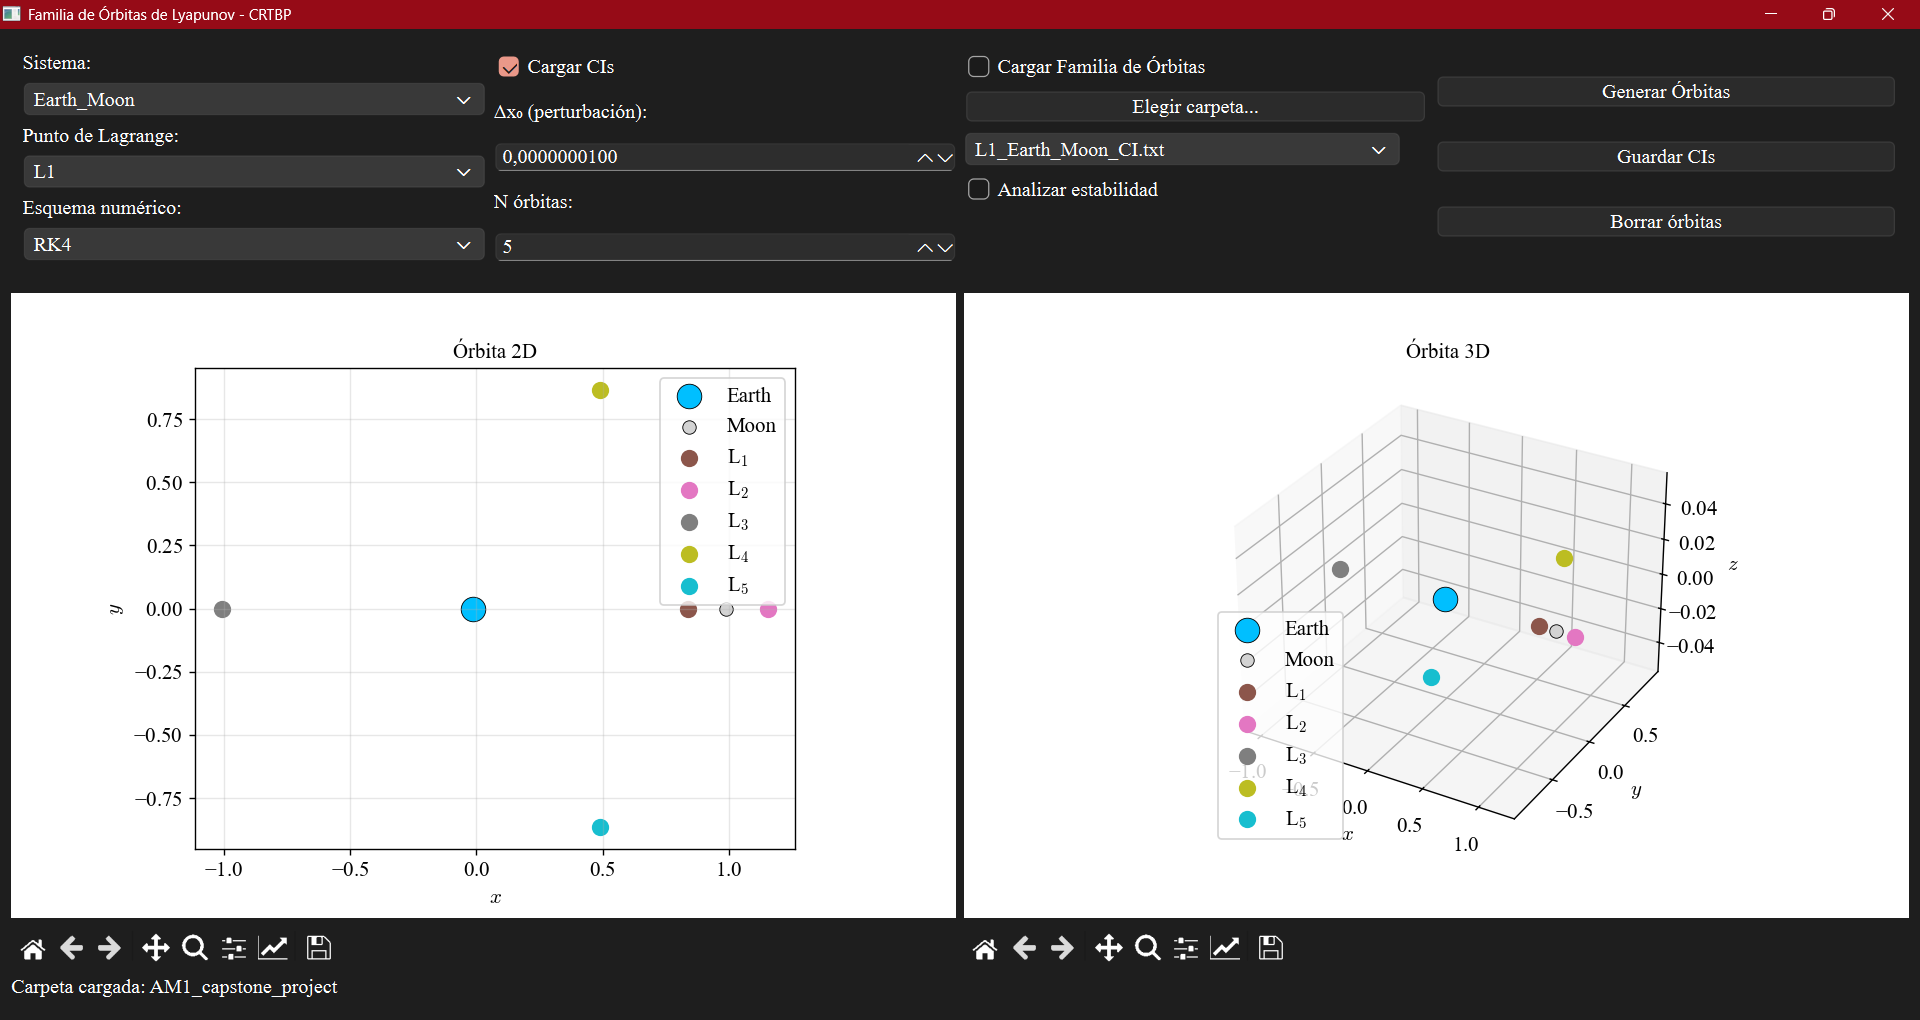 Familia de Órbitas de Lyapunov - CRTBP
Sistema:
Earth_Moon
Punto de Lagrange:
L1
Esquema numérico:
RK4
Cargar CIs
Δx₀ (perturbación):
0,0000000100
N órbitas:
5
Cargar Familia de Órbitas
Elegir carpeta...
L1_Earth_Moon_CI.txt
Analizar estabilidad
Generar Órbitas
Guardar CIs
Borrar órbitas
Órbita 2D
Earth
Moon
L₁
L₂
L₃
L₄
L₅
0.75
0.50
0.25
0.00
−0.25
−0.50
−0.75
y
−1.0
−0.5
0.0
0.5
1.0
x
Órbita 3D
0.04
0.02
0.00
−0.02
−0.04
z
Earth
Moon
L₁
L₂
L₃
L₄
L₅
−1.0
−0.5
0.0
0.5
1.0
x
0.5
0.0
−0.5
y
Carpeta cargada: AM1_capstone_project